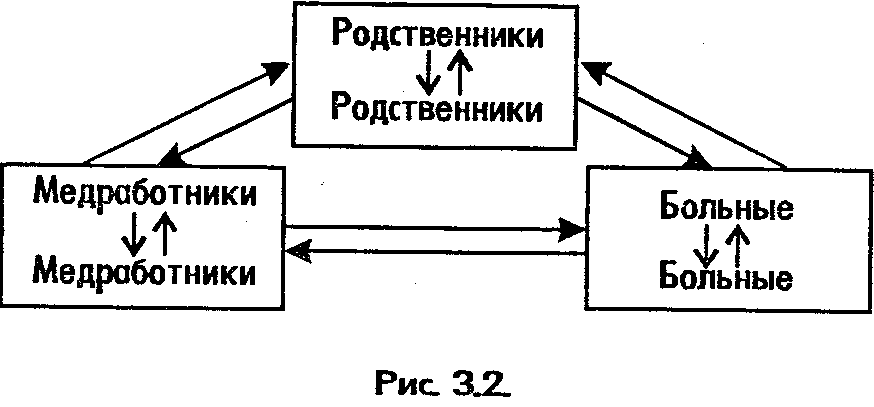 Родственники
Родственники
Медработники
Медработники
Больные
Больные
Рис. 3.2.